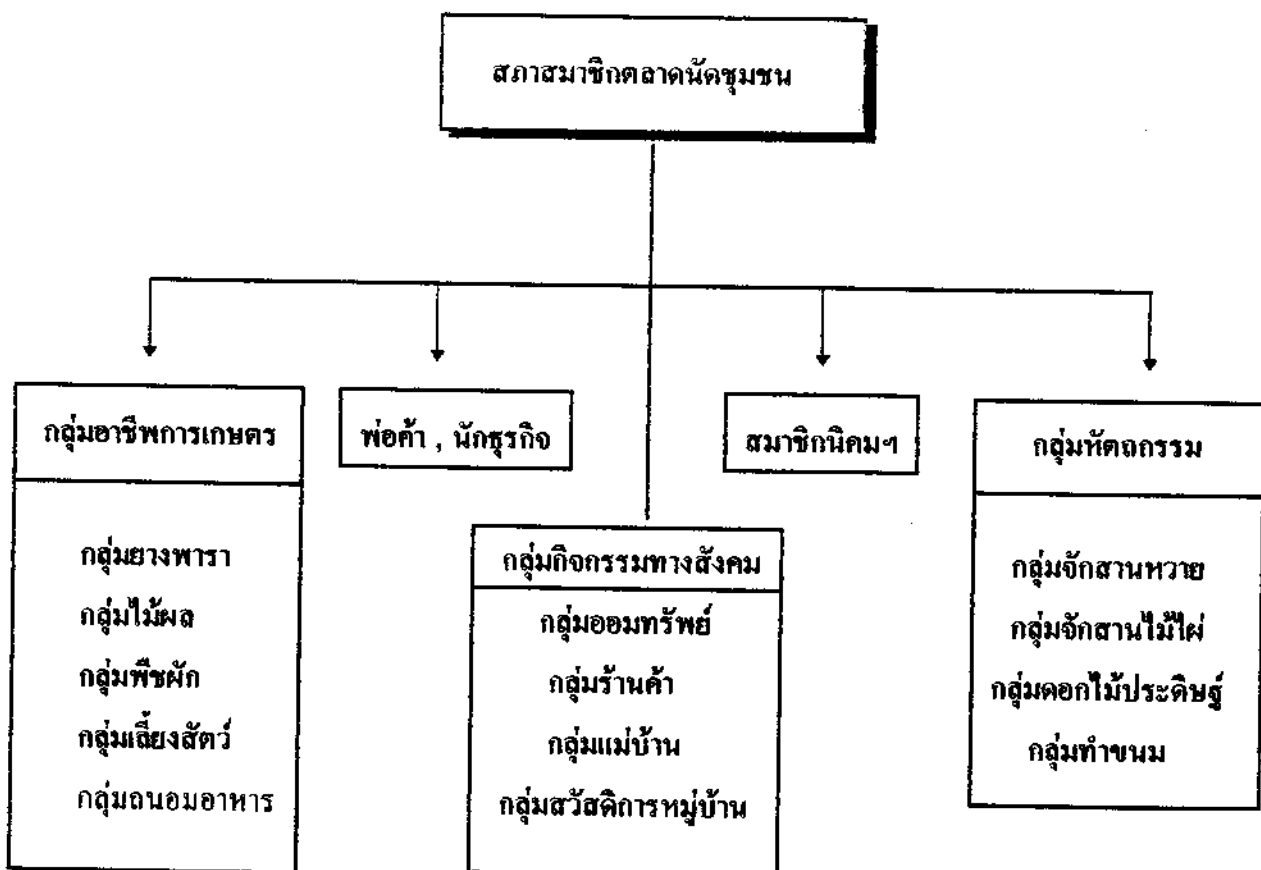 สภาสมาชิกตลาดนัดชุมชน
กลุ่มอาชีพการเกษตร
กลุ่มยางพารา
กลุ่มไม้ผล
กลุ่มพืชผัก
กลุ่มเลี้ยงสัตว์
กลุ่มถนอมอาหาร
พ่อค้า , นักธุรกิจ
กลุ่มกิจกรรมทางสังคม
กลุ่มออมทรัพย์
กลุ่มร้านค้า
กลุ่มแม่บ้าน
กลุ่มสวัสดิการหมู่บ้าน
สมาชิกนิคมฯ
กลุ่มหัตถกรรม
กลุ่มจักสานหวาย
กลุ่มจักสานไม้ไผ่
กลุ่มดอกไม้ประดิษฐ์
กลุ่มทำขนม